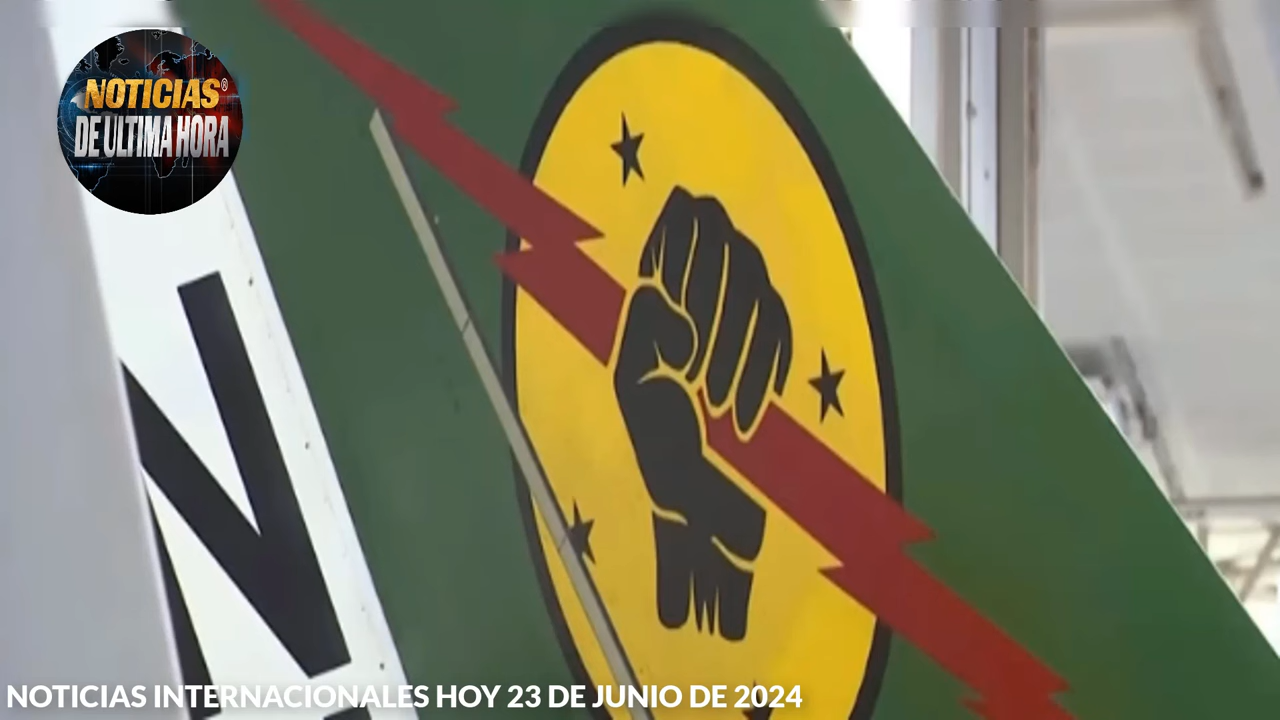 NOTICIAS®
DE ULTIMA HORA
N
NOTICIAS INTERNACIONALES HOY 23 DE JUNIO DE 2024